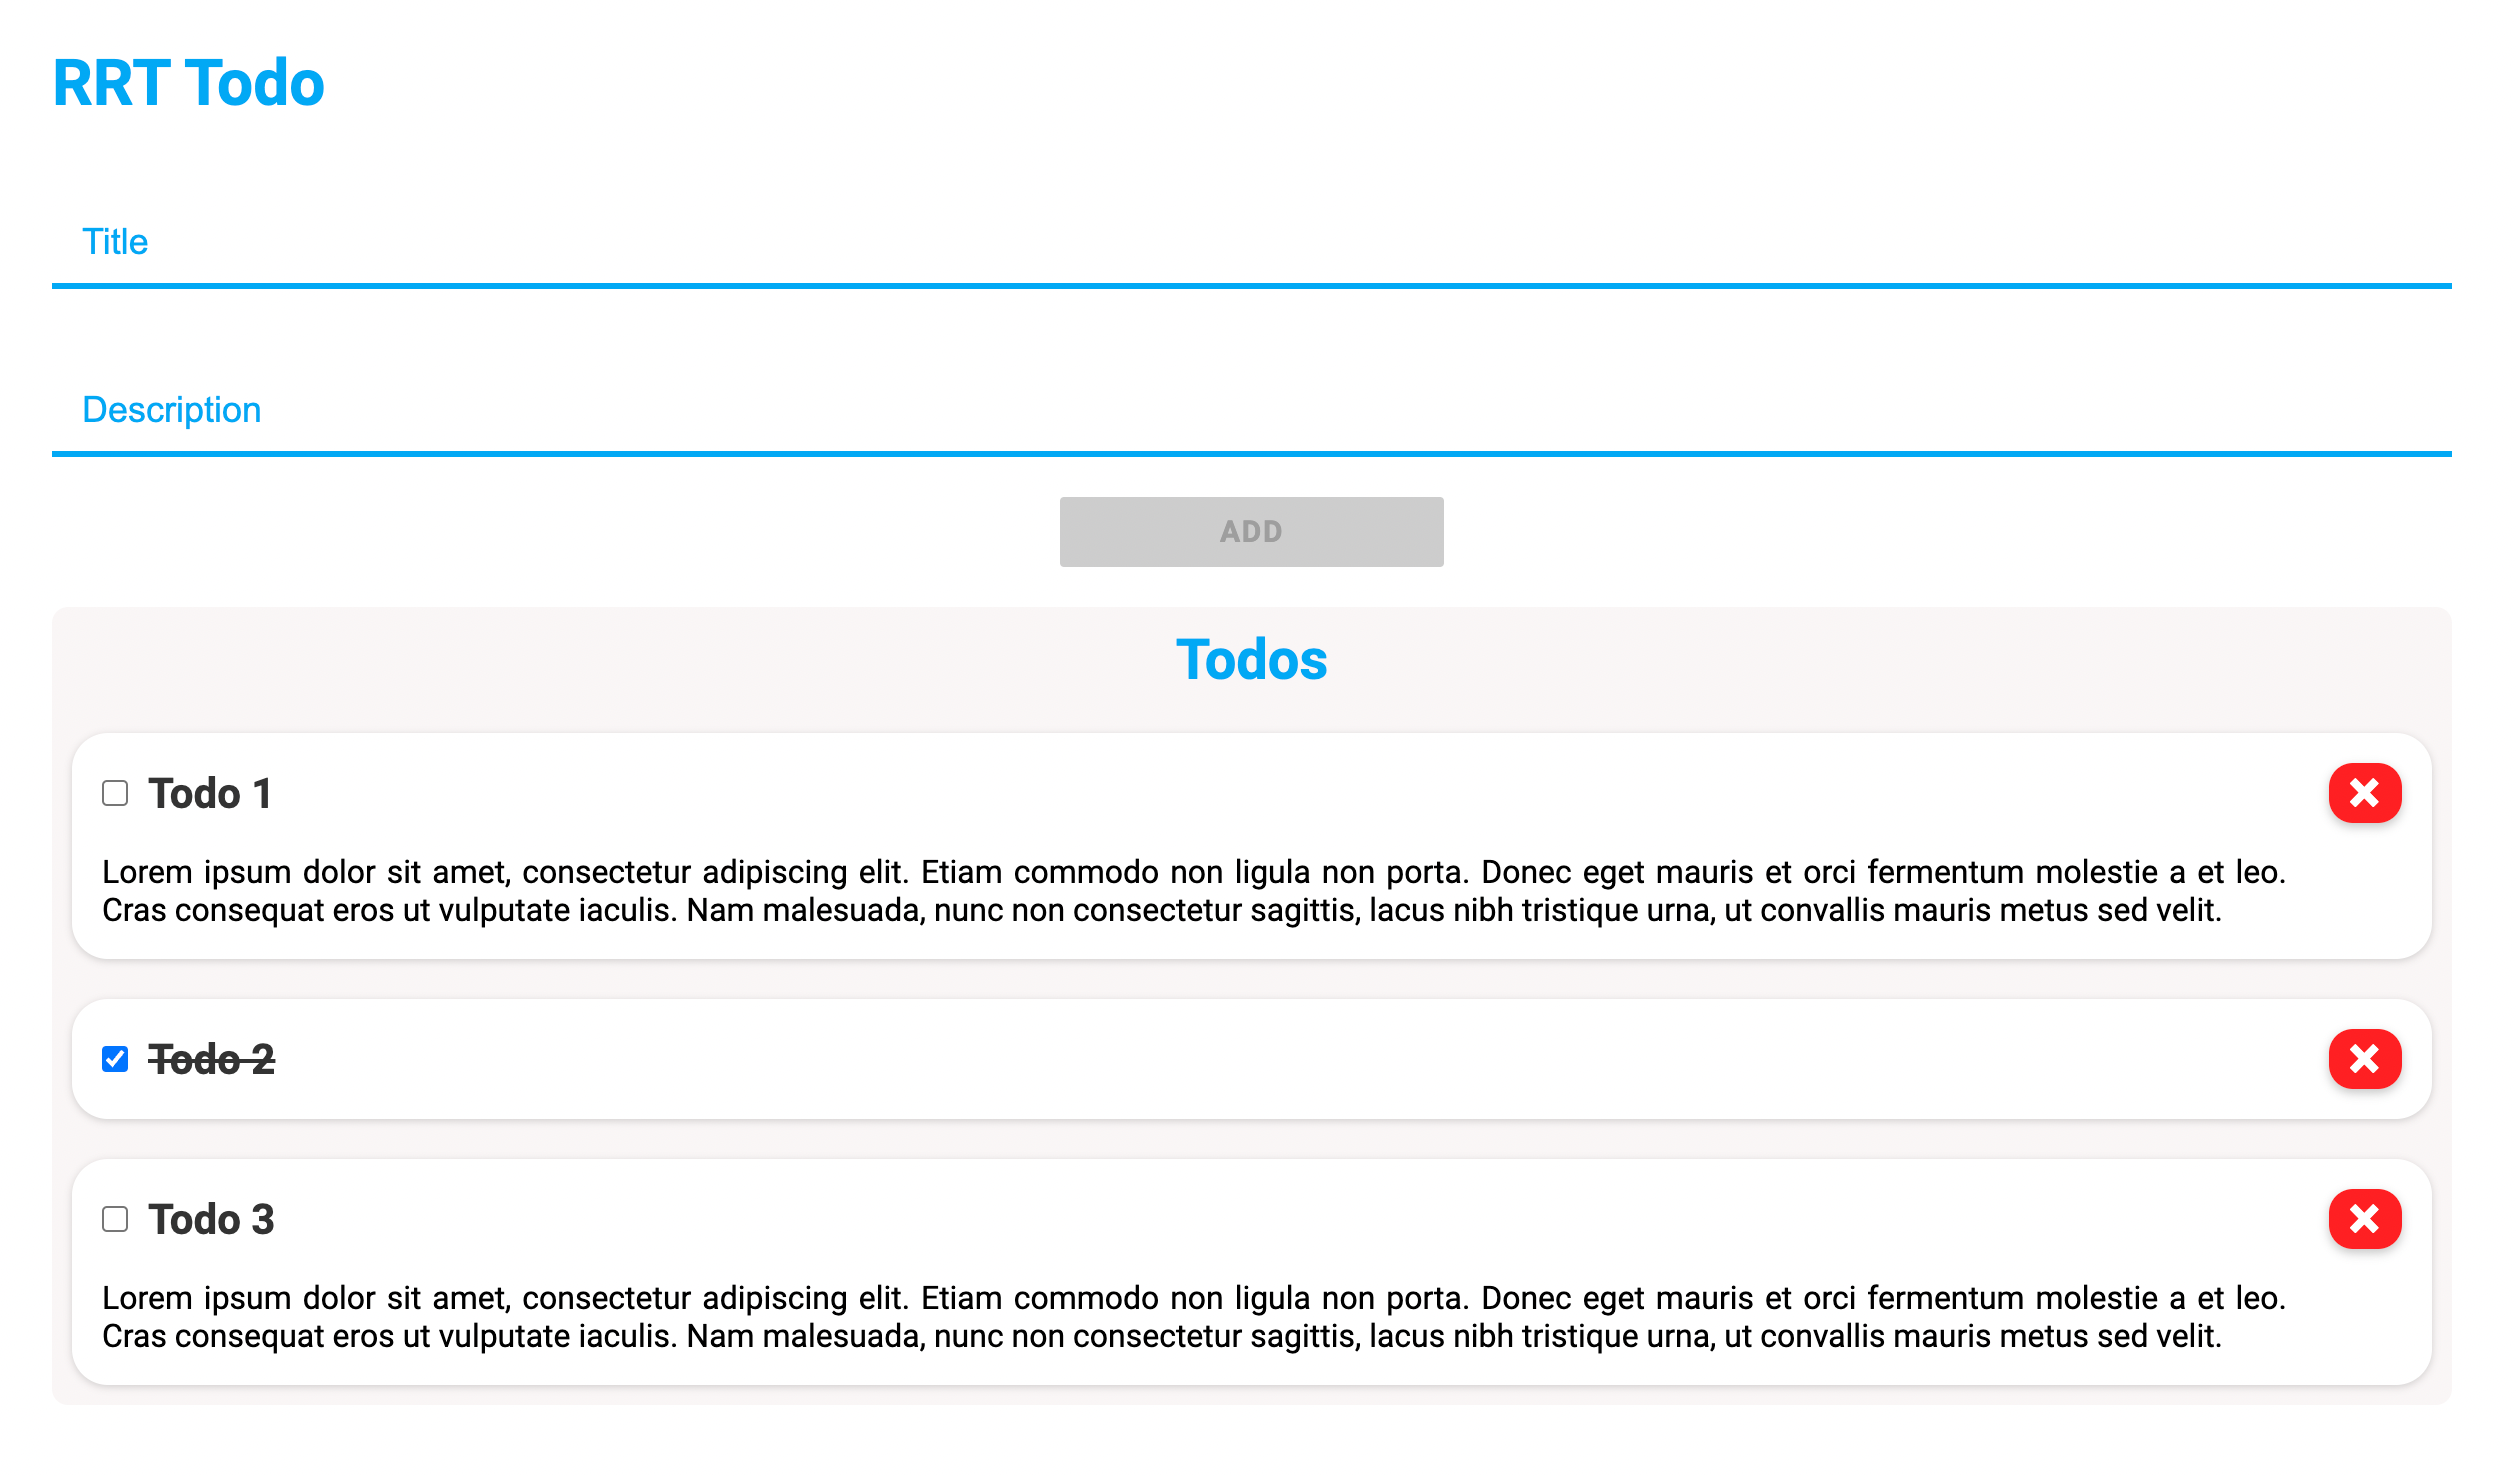 RRT Todo
Title
Description
ADD
Todos
Todo 1
Lorem ipsum dolor sit amet, consectetur adipiscing elit. Etiam commodo non ligula non porta. Donec eget mauris et orci fermentum molestie a et leo.
Cras consequat eros ut vulputate iaculis. Nam malesuada, nunc non consectetur sagittis, lacus nibh tristique urna, ut convallis mauris metus sed velit.
Todo 2
Todo 3
Lorem ipsum dolor sit amet, consectetur adipiscing elit. Etiam commodo non ligula non porta. Donec eget mauris et orci fermentum molestie a et leo.
Cras consequat eros ut vulputate iaculis. Nam malesuada, nunc non consectetur sagittis, lacus nibh tristique urna, ut convallis mauris metus sed velit.